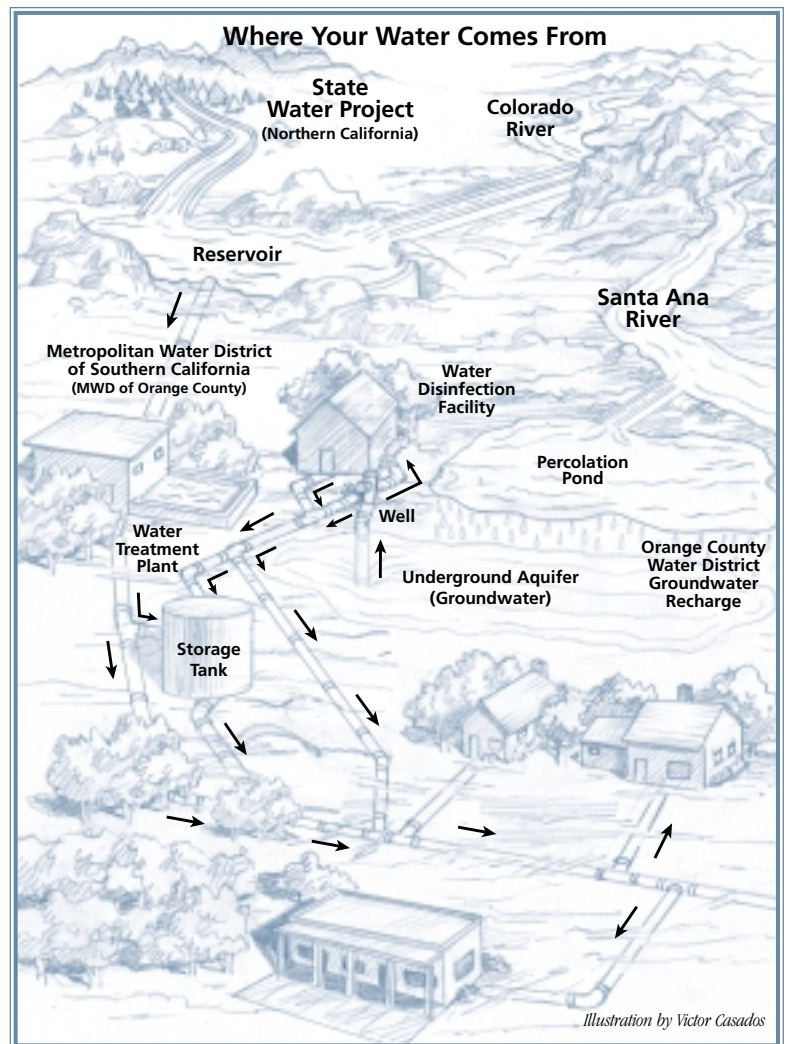 Where Your Water Comes From
State
Water Project
(Northern California)
Colorado
River
Reservoir
Santa Ana
River
Metropolitan Water District
of Southern California
(MWD of Orange County)
Water
Disinfection
Facility
Percolation
Pond
Well
Water
Treatment
Plant
Orange County
Water District
Groundwater
Recharge
Underground Aquifer
(Groundwater)
Storage
Tank
Illustration by Victor Casados